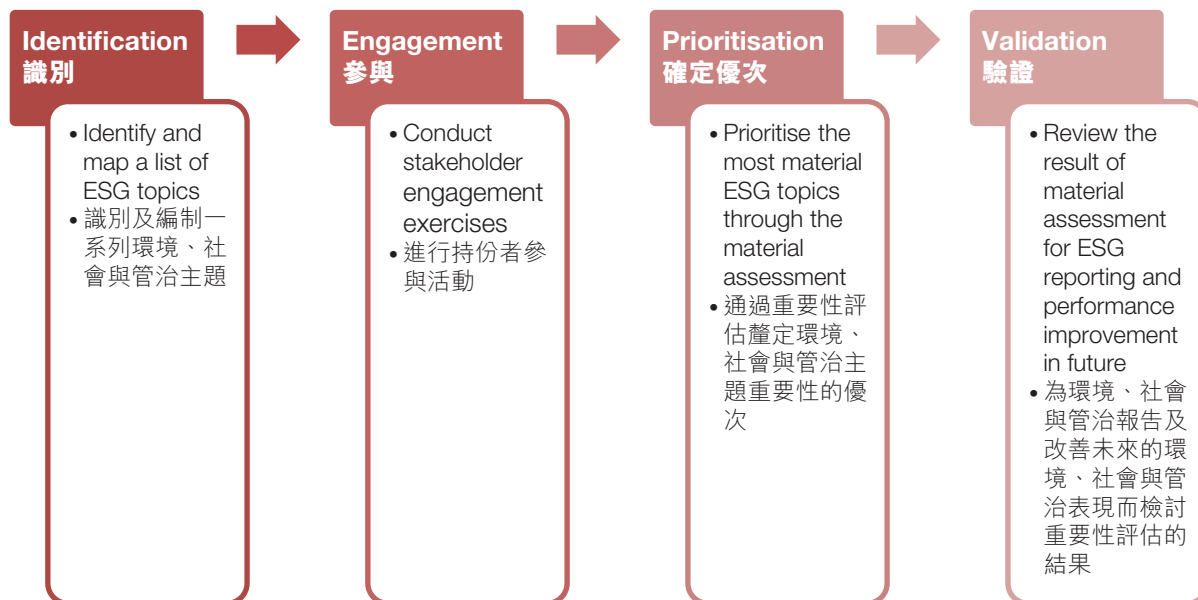 Identification
識別
• Identify and
map a list of
ESG topics
• 識別及編制一
系列環境、社
會與管治主題
Engagement
參與
• Conduct
stakeholder
engagement
exercises
• 進行持份者參
與活動
Prioritisation
確定優次
• Prioritise the
most material
ESG topics
through the
material
assessment
• 通過重要性評
估釐定環境、
社會與管治主
題重要性的優
次
Validation
驗證
• Review the
result of
material
assessment
for ESG
reporting and
performance
improvement
in future
• 為環境、社會
與管治報告及
改善未來的環
境、社會與管
治表現而檢討
重要性評估的
結果